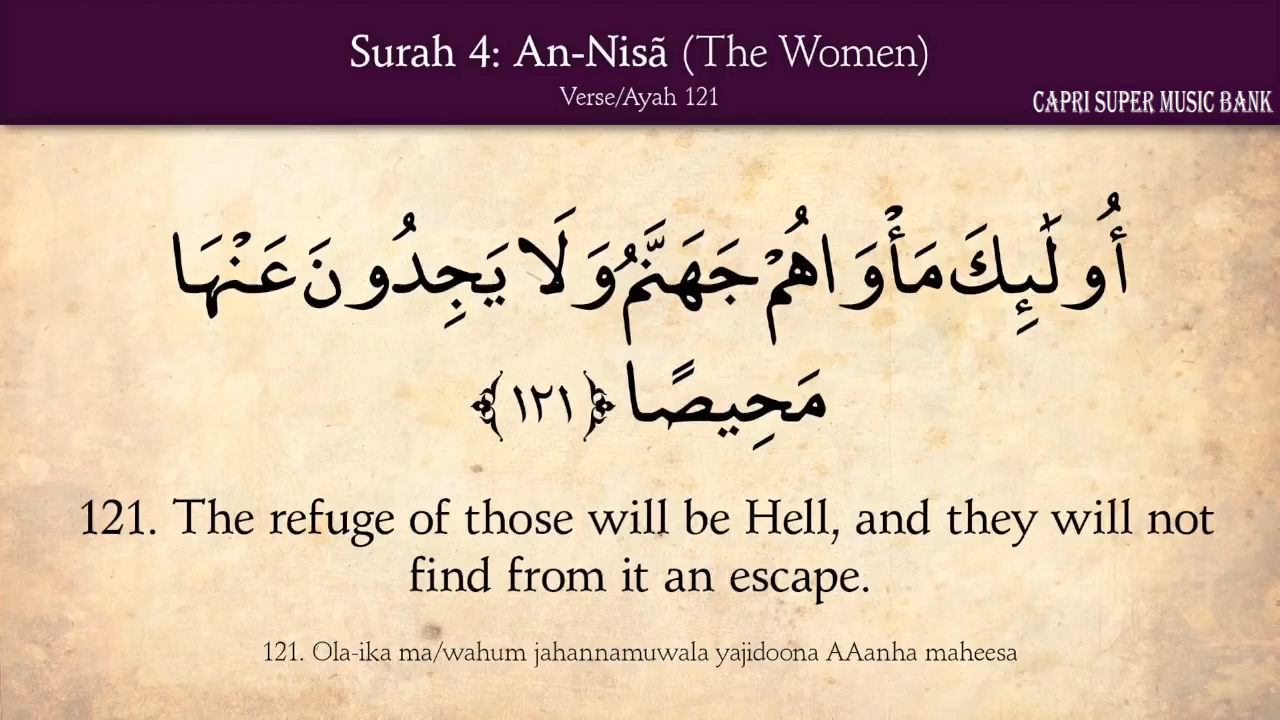 Surah 4: An-Nisã (The Women)
Verse/Ayah 121
CAPRI SUPER MUSIC BANK
أُولَٰئِكَ مَأْوَاهُمْ جَهَنَّمُ وَلَا يَجِدُونَ عَنْهَا
مَحِيصًا ﴿١٢١﴾
121. The refuge of those will be Hell, and they will not
find from it an escape.
121. Ola-ika ma/wahum jahannamuwala yajidoona AAanha maheesa